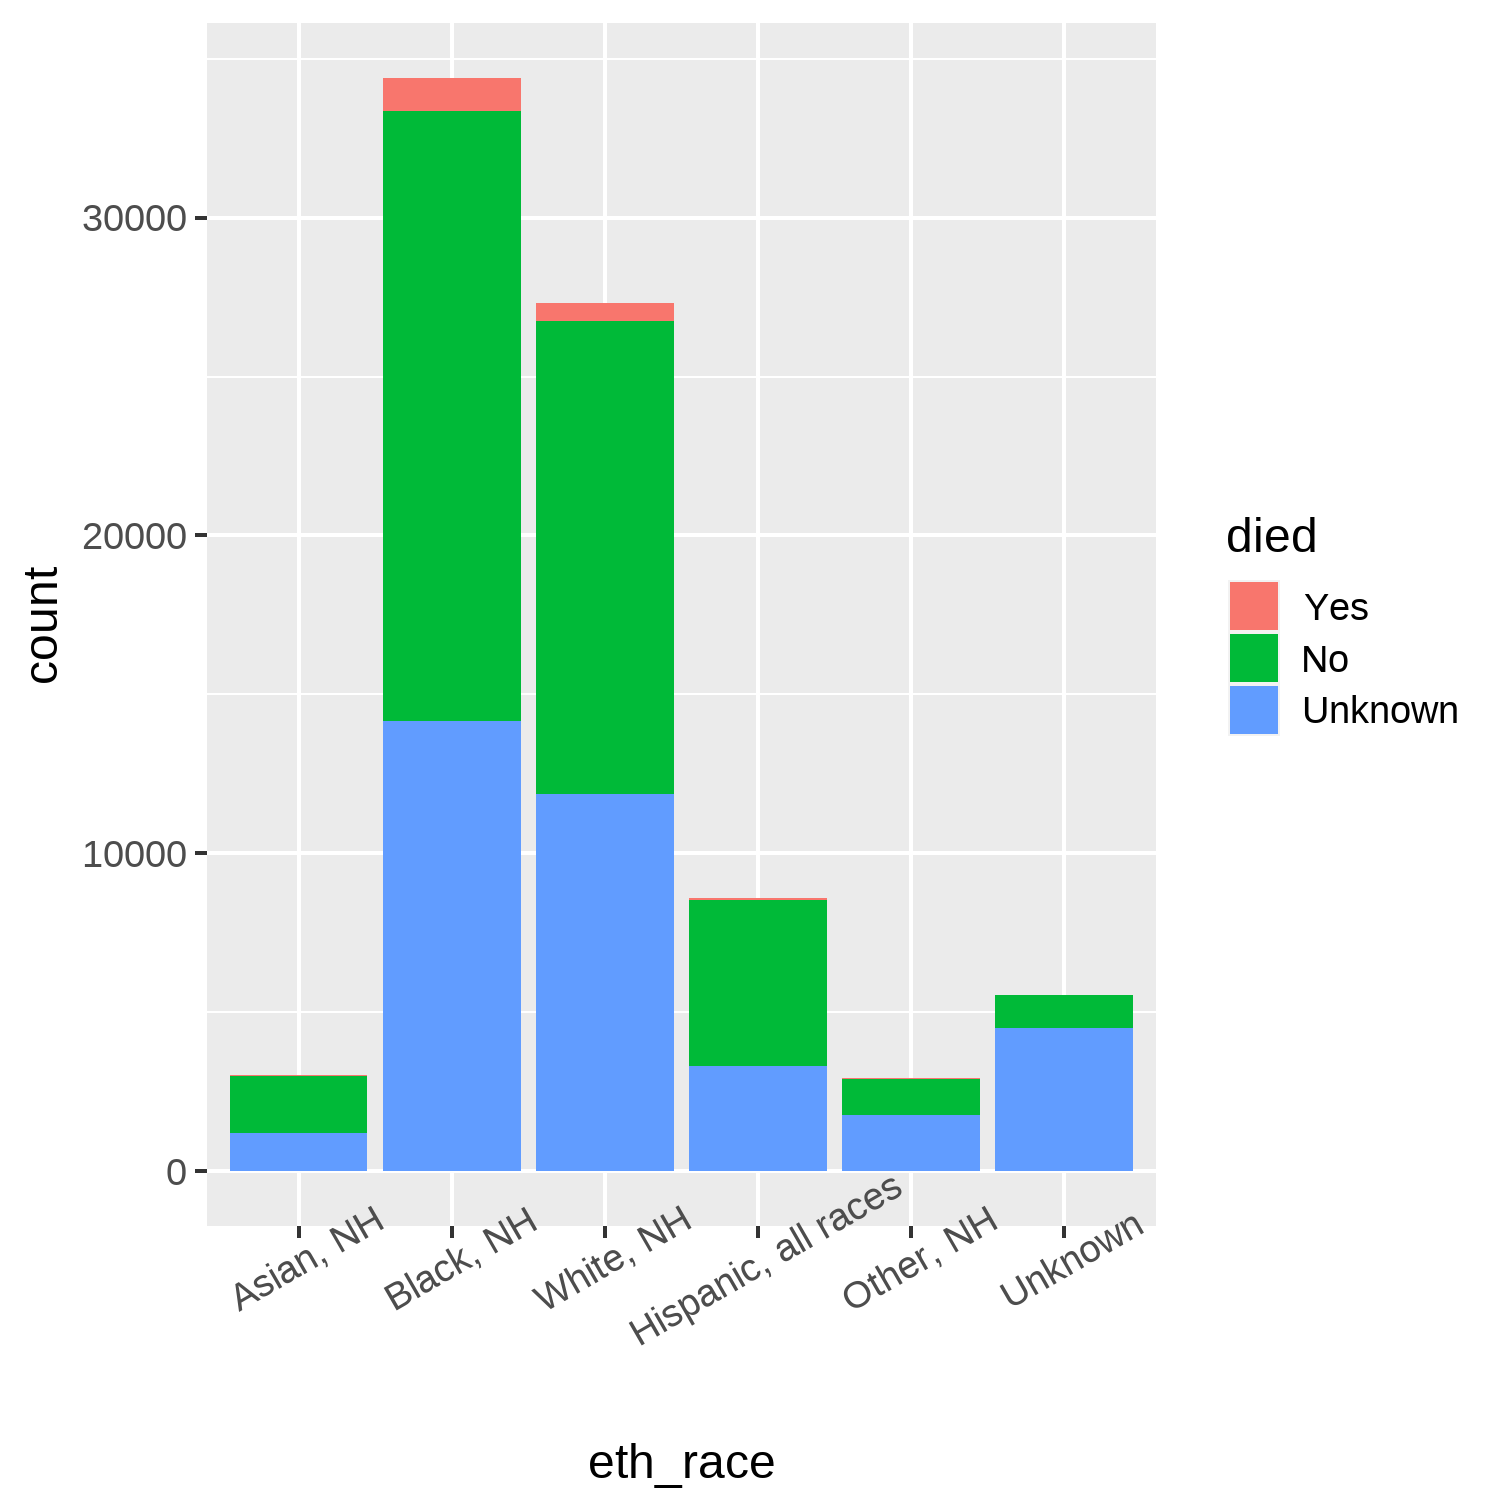 30000
20000
10000
0
count
Asian, NH
Black, NH
White, NH
Hispanic, all races
Other, NH
Unknown
eth_race
died
Yes
No
Unknown